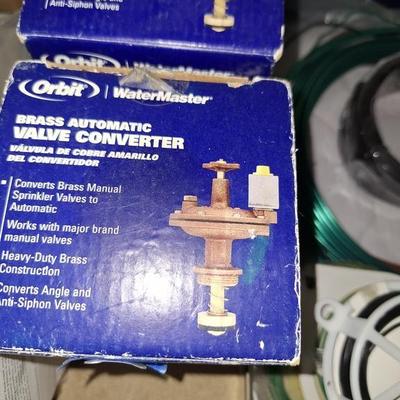 Anti-Siphon Valves
Orbit WaterMaster
Orbit | WaterMaster®
BRASS AUTOMATIC
VALVE CONVERTER
VÁLVULA DE COBRE AMARILLO
DEL CONVERTIDOR
Converts Brass Manual
Sprinkler Valves to
Automatic
Works with major brand
manual valves
Heavy-Duty Brass
Construction
Converts Angle and
Anti-Siphon Valves